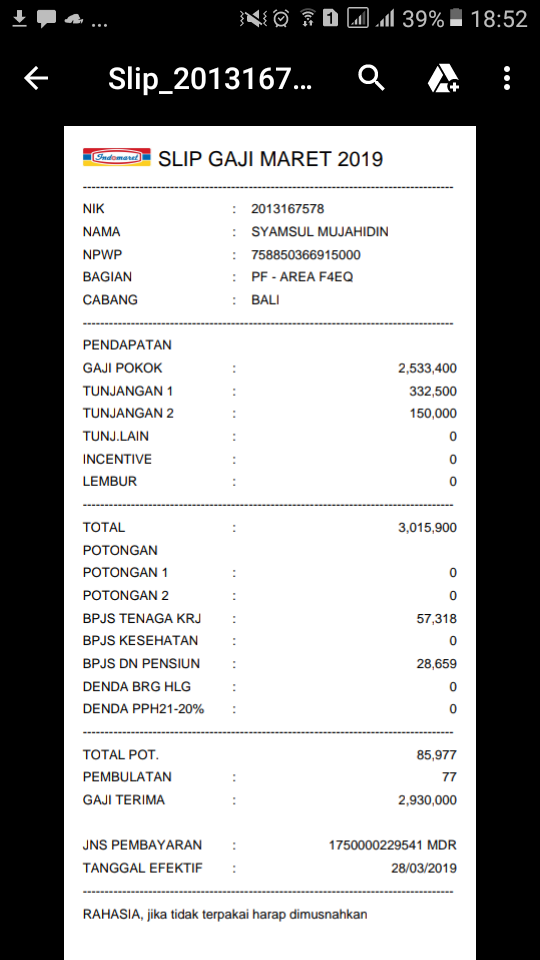 ... 39% 18:52
Slip_2013167...
Indomaret SLIP GAJI MARET 2019
--------------------------------------------------------------------------------
NIK : 2013167578
NAMA : SYAMSUL MUJAHIDIN
NPWP : 758850366915000
BAGIAN : PF - AREA F4EQ
CABANG : BALI
--------------------------------------------------------------------------------
PENDAPATAN
GAJI POKOK : 2,533,400
TUNJANGAN 1 : 332,500
TUNJANGAN 2 : 150,000
TUNJ.LAIN : 0
INCENTIVE : 0
LEMBUR : 0
--------------------------------------------------------------------------------
TOTAL : 3,015,900
POTONGAN
POTONGAN 1 : 0
POTONGAN 2 : 0
BPJS TENAGA KRJ : 57,318
BPJS KESEHATAN : 0
BPJS DN PENSIUN : 28,659
DENDA BRG HLG : 0
DENDA PPH21-20% : 0
--------------------------------------------------------------------------------
TOTAL POT. 85,977
PEMBULATAN : 77
GAJI TERIMA : 2,930,000
JNS PEMBAYARAN : 1750000229541 MDR
TANGGAL EFEKTIF : 28/03/2019
--------------------------------------------------------------------------------
RAHASIA, jika tidak terpakai harap dimusnahkan